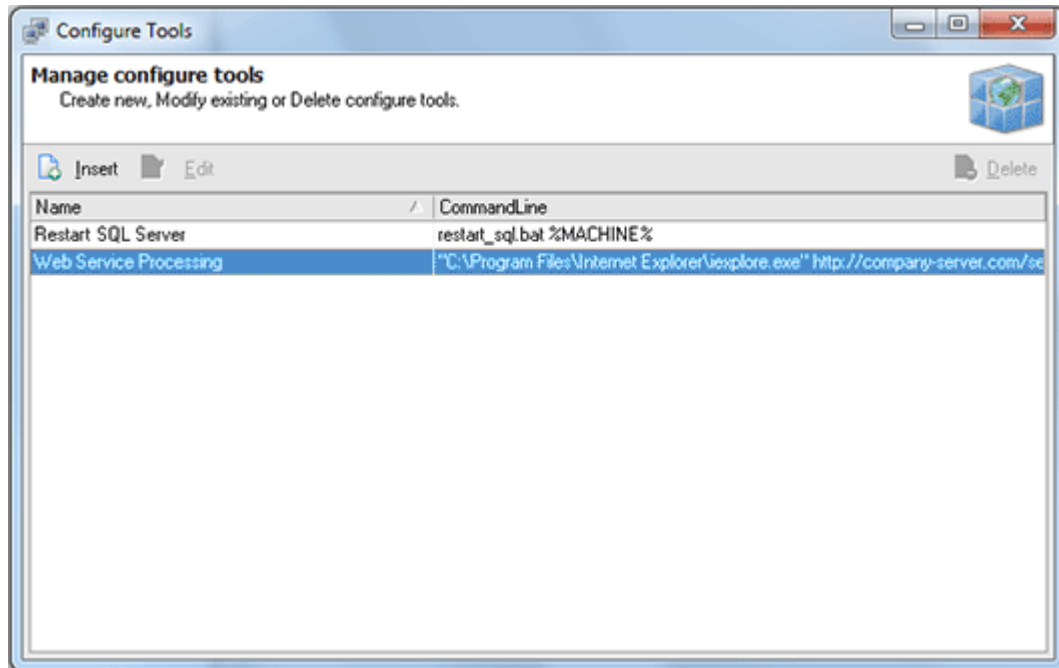 Configure Tools
Manage configure tools
Create new, Modify existing or Delete configure tools.
Insert Edit Delete
Name CommandLine
Restart SQL Server restart_sql.bat %MACHINE%
Web Service Processing "C:\Program Files\Internet Explorer\iexplore.exe" http://company-server.com/se